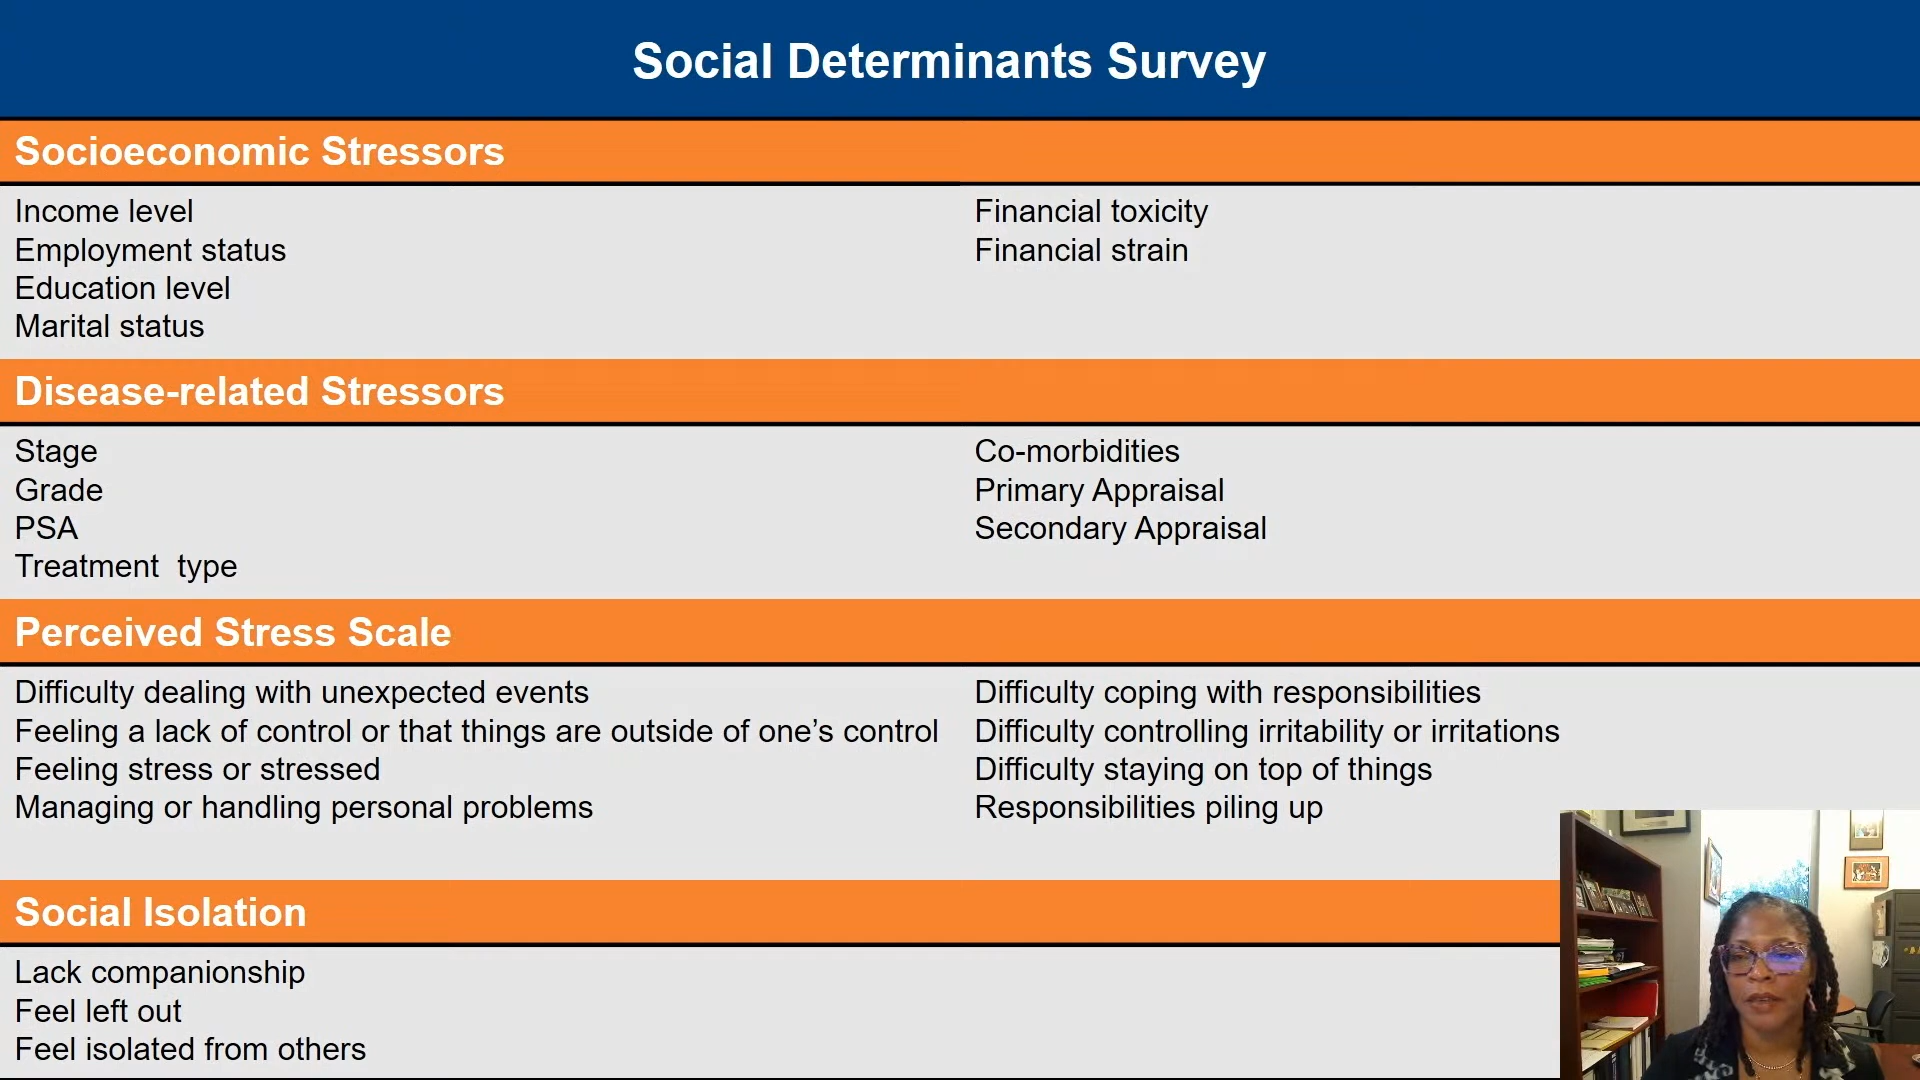 Social Determinants Survey
Socioeconomic Stressors
Income level
Employment status
Education level
Marital status
Financial toxicity
Financial strain
Disease-related Stressors
Stage
Grade
PSA
Treatment  type
Co-morbidities
Primary Appraisal
Secondary Appraisal
Perceived Stress Scale
Difficulty dealing with unexpected events
Feeling a lack of control or that things are outside of one’s control
Feeling stress or stressed
Managing or handling personal problems
Difficulty coping with responsibilities
Difficulty controlling irritability or irritations
Difficulty staying on top of things
Responsibilities piling up
Social Isolation
Lack companionship
Feel left out
Feel isolated from others